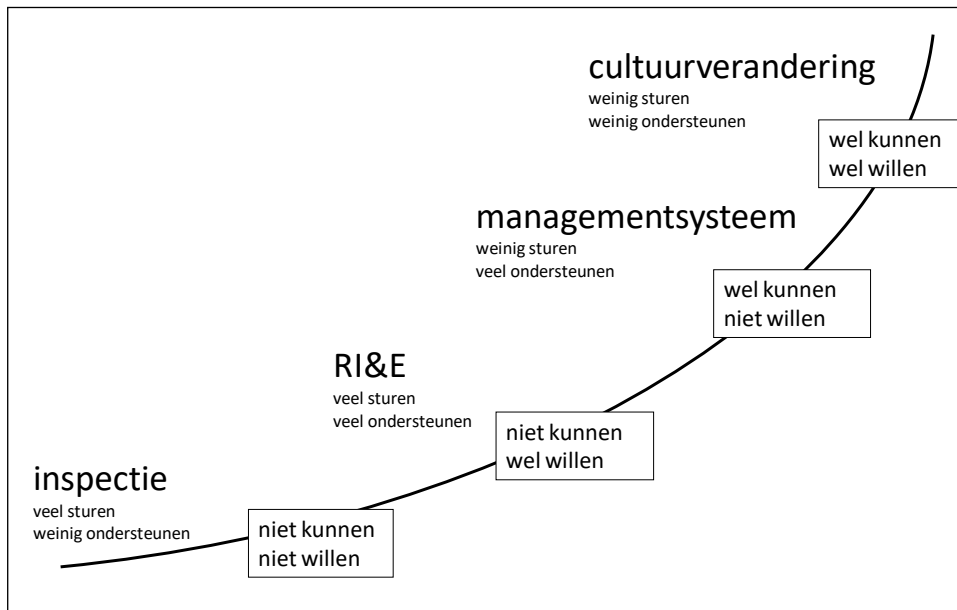 cultuurverandering
weinig sturen
weinig ondersteunen
wel kunnen
wel willen
managementsysteem
weinig sturen
veel ondersteunen
wel kunnen
niet willen
RI&E
veel sturen
veel ondersteunen
niet kunnen
wel willen
inspectie
veel sturen
weinig ondersteunen
niet kunnen
niet willen